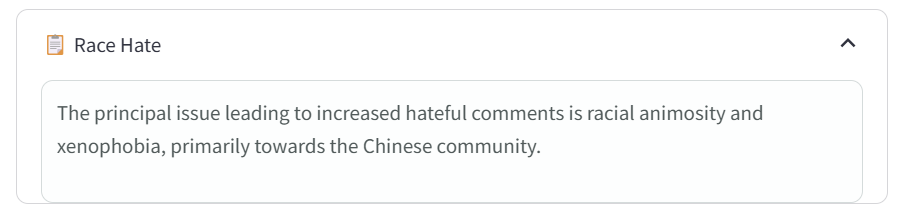 Race Hate
The principal issue leading to increased hateful comments is racial animosity and
xenophobia, primarily towards the Chinese community.